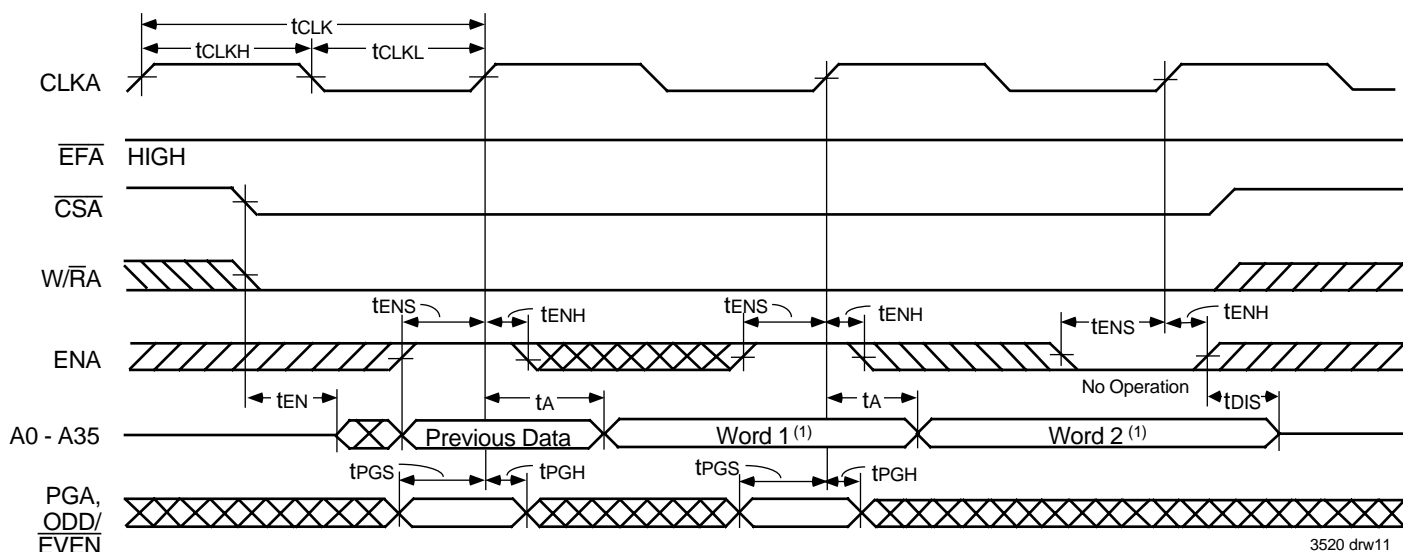 tCLK
tCLKH
tCLKL
CLKA
EFA HIGH
CSA
W/RA
tENS
tENH
tENS
tENH
tENS
tENH
ENA
No Operation
tEN
tA
tA
tDIS
A0 - A35
Previous Data
Word 1 (1)
Word 2 (1)
tPGS
tPGH
tPGS
tPGH
PGA,
ODD/
EVEN
3520 drw11